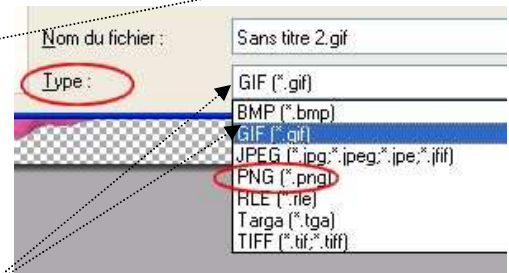 Nom du fichier : Sans titre 2.gif
Type : GIF (*.gif)
BMP (*.bmp)
GIF (*.gif)
JPEG (*.jpg;*.jpeg;*.jpe;*.jfif)
PNG (*.png)
RLE (*.rle)
Targa (*.tga)
TIFF (*.tif;*.tiff)